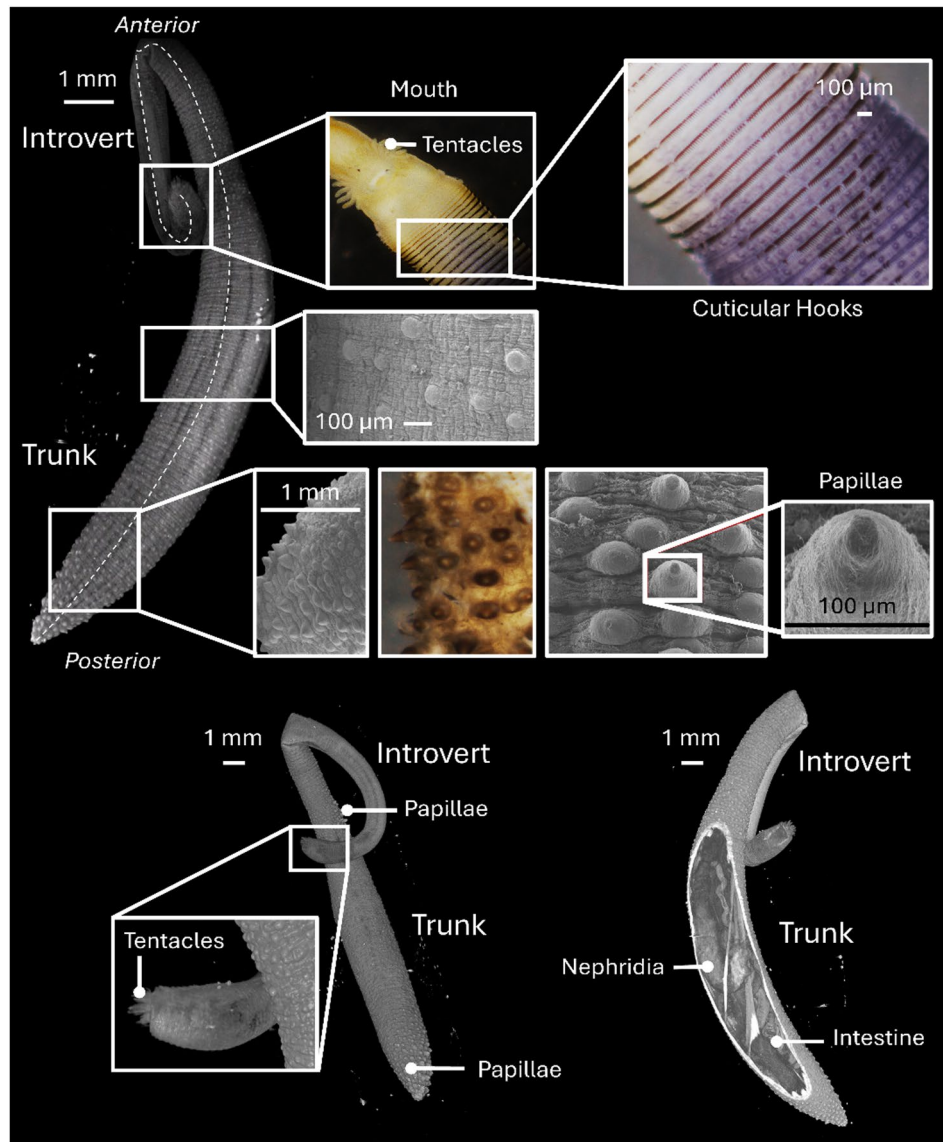 Anterior
1 mm
Introvert
Mouth
Tentacles
100 µm
Cuticular Hooks
100 µm
Trunk
1 mm
Papillae
100 µm
Posterior
1 mm
Introvert
Papillae
Trunk
Tentacles
Papillae
1 mm
Introvert
Trunk
Nephridia
Intestine